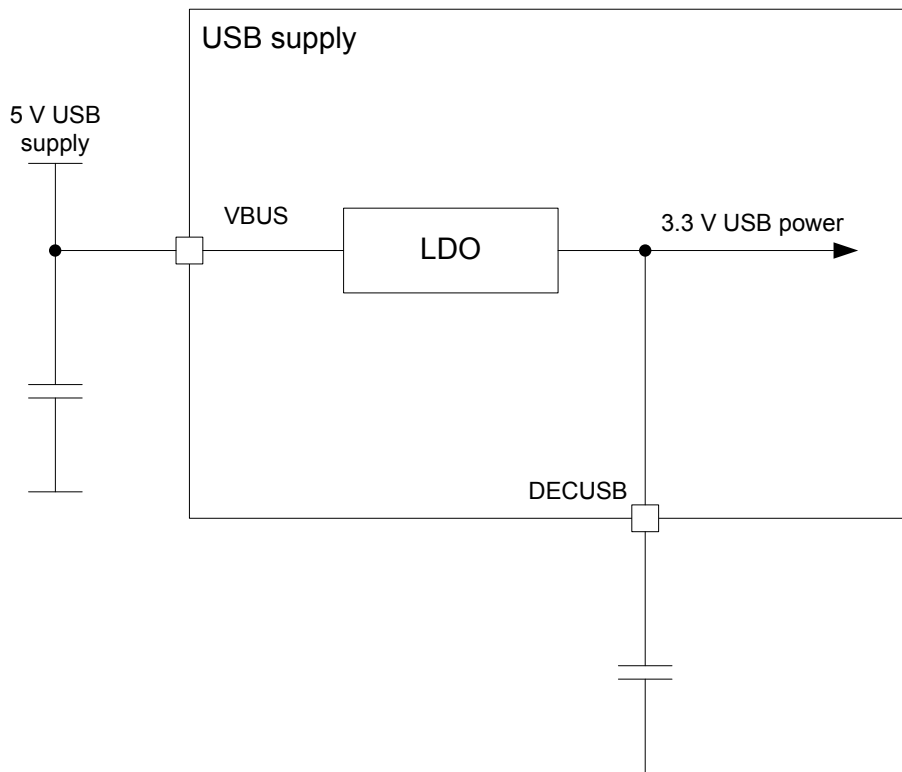 USB supply
5 V USB
supply
VBUS
LDO
3.3 V USB power
DECUSB